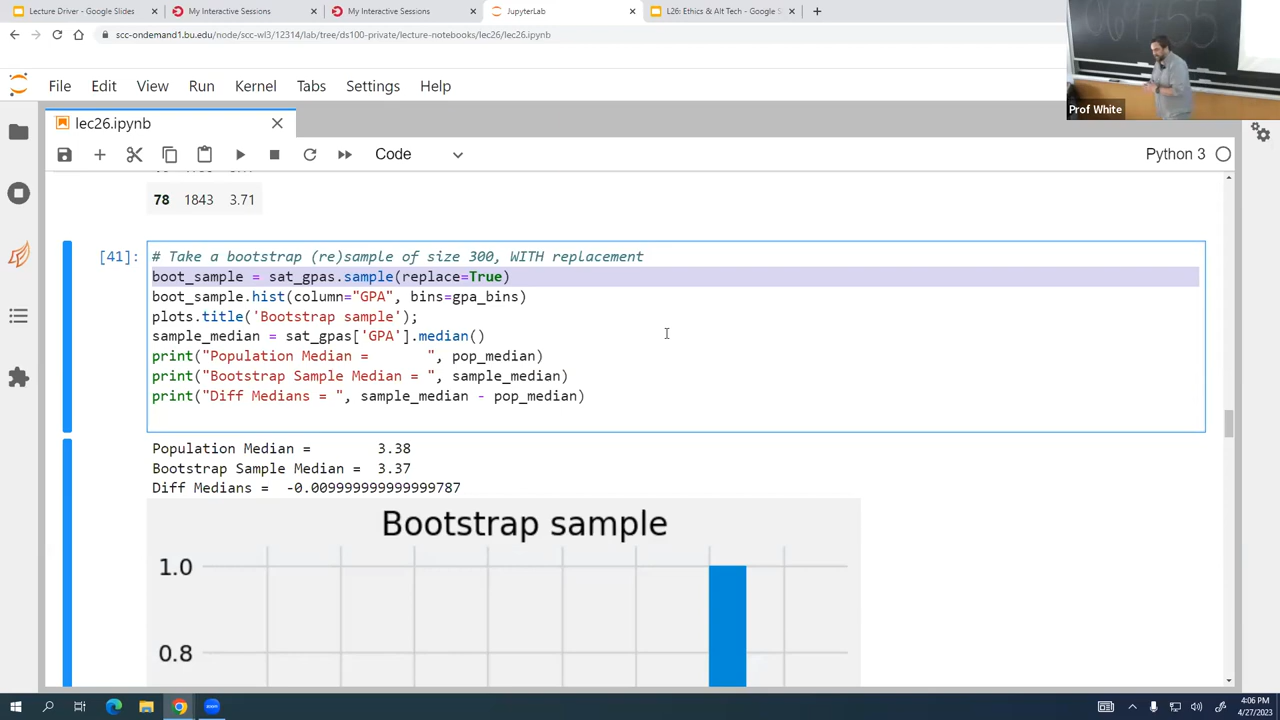 Lecture Driver - Google Slides
My Interactive Sessions
My Interactive Sessions
JupyterLab
L26: Ethics & Alt Tech - Google S
scc-ondemand1.bu.edu/node/scc-wl3/12314/lab/tree/ds100-private/lecture-notebooks/lec26/lec26.ipynb
Prof White
File Edit View Run Kernel Tabs Settings Help
lec26.ipynb
Code
Python 3
78 1843 3.71
[41]:
# Take a bootstrap (re)sample of size 300, WITH replacement
boot_sample = sat_gpas.sample(replace=True)
boot_sample.hist(column="GPA", bins=gpa_bins)
plots.title('Bootstrap sample');
sample_median = sat_gpas['GPA'].median()
print("Population Median =       ", pop_median)
print("Bootstrap Sample Median = ", sample_median)
print("Diff Medians = ", sample_median - pop_median)
Population Median =        3.38
Bootstrap Sample Median =  3.37
Diff Medians =  -0.009999999999999787
Bootstrap sample
1.0
0.8
4:06 PM
4/27/2023